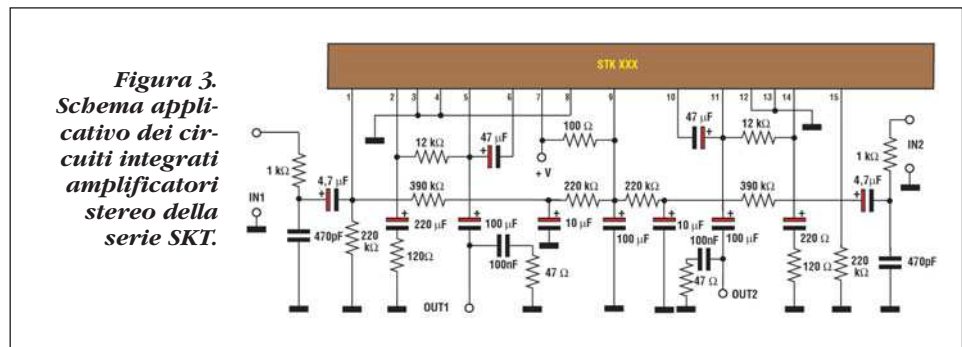 Figura 3.
Schema appli-
cativo dei cir-
cuiti integrati
amplificatori
stereo della
serie SKT.
STK XXX
1 2 3 4 5 6 7 8 9 10 11 12 13 14 15
47 µF
100 Ω
47 µF
12 kΩ
12 kΩ
+ V
1 kΩ
1 kΩ
IN2
4,7 µF
390 kΩ
220 kΩ
220 kΩ
390 kΩ
4,7µF
IN1
220 µF
100 µF
10 µF
100 µF
10 µF
100 µF
220 Ω
470pF
220 kΩ
120Ω
100nF
47 Ω
100nF
47 Ω
120 Ω
220 kΩ
470pF
OUT1
OUT2